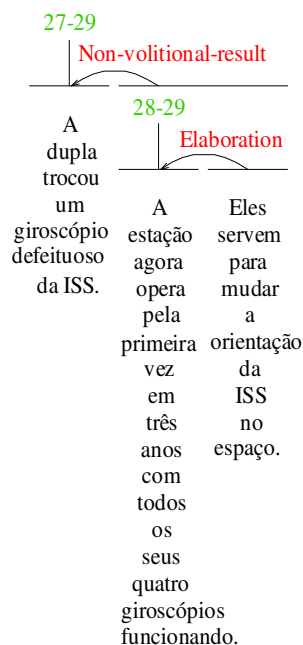 27-29
Non-volitional-result
28-29
Elaboration
A
dupla
trocou
um
giroscópio
defeituoso
da ISS.
A
estação
agora
opera
pela
primeira
vez
em
três
anos
com
todos
os
seus
quatro
giroscópios
funcionando.
Eles
servem
para
mudar
a
orientação
da
ISS
no
espaço.